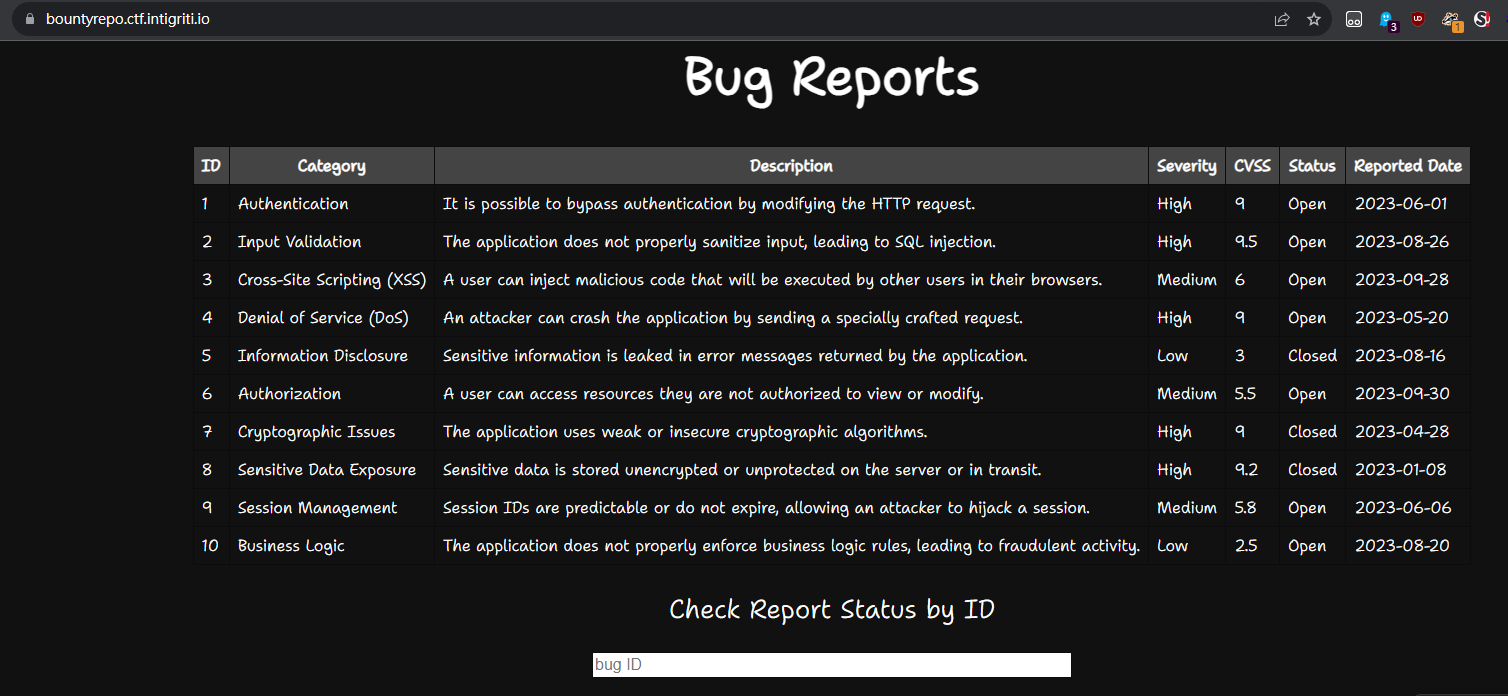 bountyrepo.ctf.intigriti.io
3
UD
1
S
Bug Reports
ID Category Description Severity CVSS Status Reported Date
1 Authentication It is possible to bypass authentication by modifying the HTTP request. High 9 Open 2023-06-01
2 Input Validation The application does not properly sanitize input, leading to SQL injection. High 9.5 Open 2023-08-26
3 Cross-Site Scripting (XSS) A user can inject malicious code that will be executed by other users in their browsers. Medium 6 Open 2023-09-28
4 Denial of Service (DoS) An attacker can crash the application by sending a specially crafted request. High 9 Open 2023-05-20
5 Information Disclosure Sensitive information is leaked in error messages returned by the application. Low 3 Closed 2023-08-16
6 Authorization A user can access resources they are not authorized to view or modify. Medium 5.5 Open 2023-09-30
7 Cryptographic Issues The application uses weak or insecure cryptographic algorithms. High 9 Closed 2023-04-28
8 Sensitive Data Exposure Sensitive data is stored unencrypted or unprotected on the server or in transit. High 9.2 Closed 2023-01-08
9 Session Management Session IDs are predictable or do not expire, allowing an attacker to hijack a session. Medium 5.8 Open 2023-06-06
10 Business Logic The application does not properly enforce business logic rules, leading to fraudulent activity. Low 2.5 Open 2023-08-20
Check Report Status by ID
bug ID